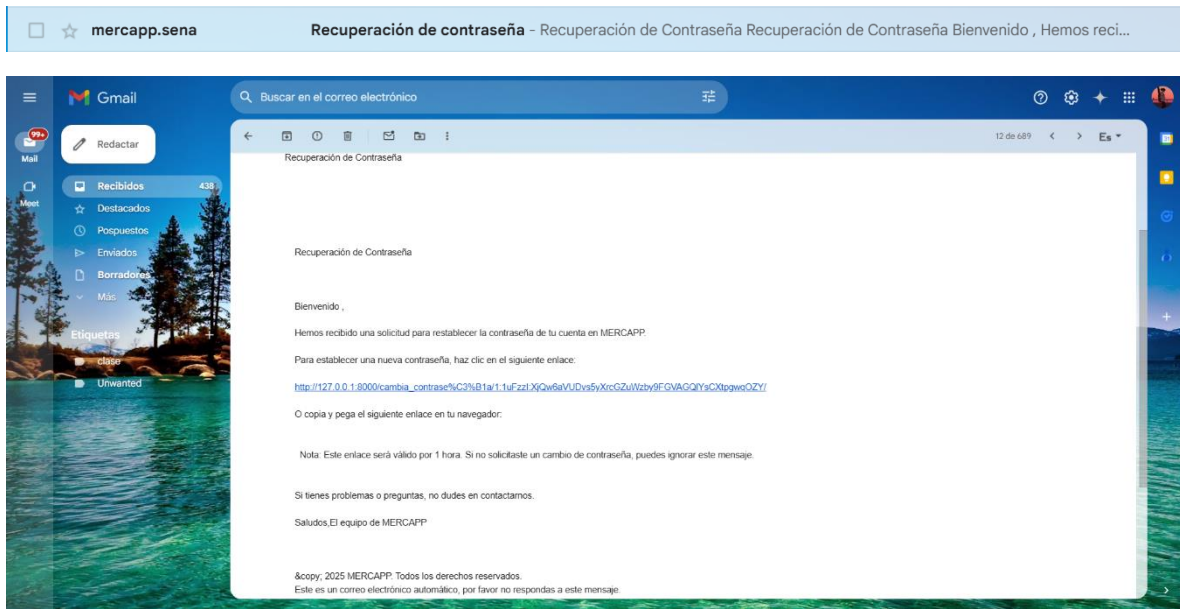 mercapp.sena Recuperación de contraseña - Recuperación de Contraseña Recuperación de Contraseña Bienvenido , Hemos reci...
Gmail
Buscar en el correo electrónico
99+
Mail
Redactar
12 de 689
Es
Recuperación de Contraseña
Meet
Recibidos 438
Destacados
Pospuestos
Enviados
Borradores 4
Más
Etiquetas
clase
Unwanted
Recuperación de Contraseña
Bienvenido ,
Hemos recibido una solicitud para restablecer la contraseña de tu cuenta en MERCAPP.
Para establecer una nueva contraseña, haz clic en el siguiente enlace:
http://127.0.0.1:8000/cambia_contrase%C3%B1a/1:1uFzzI:XjQw6aVUDvs5yXrcGZuWzby9FGVAGQlYsCXtpgwqOZY/
O copia y pega el siguiente enlace en tu navegador:
Nota: Este enlace será válido por 1 hora. Si no solicitaste un cambio de contraseña, puedes ignorar este mensaje.
Si tienes problemas o preguntas, no dudes en contactarnos.
Saludos,El equipo de MERCAPP
&copy; 2025 MERCAPP. Todos los derechos reservados.
Este es un correo electrónico automático, por favor no respondas a este mensaje.